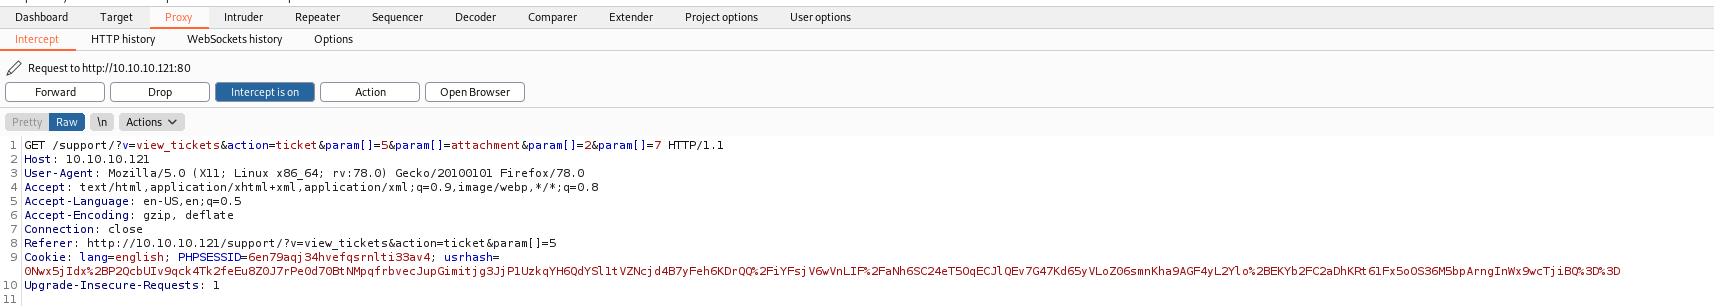 Dashboard Target Proxy Intruder Repeater Sequencer Decoder Comparer Extender Project options User options
Intercept HTTP history WebSockets history Options
Request to http://10.10.10.121:80
Forward Drop Intercept is on Action Open Browser
Pretty Raw \n Actions
1 GET /support/?v=view_tickets&action=ticket&param[]=5&param[]=attachment&param[]=2&param[]=7 HTTP/1.1
2 Host: 10.10.10.121
3 User-Agent: Mozilla/5.0 (X11; Linux x86_64; rv:78.0) Gecko/20100101 Firefox/78.0
4 Accept: text/html,application/xhtml+xml,application/xml;q=0.9,image/webp,*/*;q=0.8
5 Accept-Language: en-US,en;q=0.5
6 Accept-Encoding: gzip, deflate
7 Connection: close
8 Referer: http://10.10.10.121/support/?v=view_tickets&action=ticket&param[]=5
9 Cookie: lang=english; PHPSESSID=6en79aqj34hvefqsrnlti33av4; usrhash=
0Nwx5jIdx%2BP2QcbUIv9qck4Tk2feEu8Z0J7rPe0d70BtNMpqfrbvecJupGimitjg3JjP1UzkqYH6QdYSl1tVZNcjd4B7yFeh6KDrQQ%2FiYFsjV6wVnLIF%2FaNh6SC24eT5OqECJlQEv7G47Kd65yVLoZ06smnKha9AGF4yL2Ylo%2BEKYb2FC2aDhKRt61Fx5oOS36M5bpArngInWx9wcTjiBQ%3D%3D
10 Upgrade-Insecure-Requests: 1
11